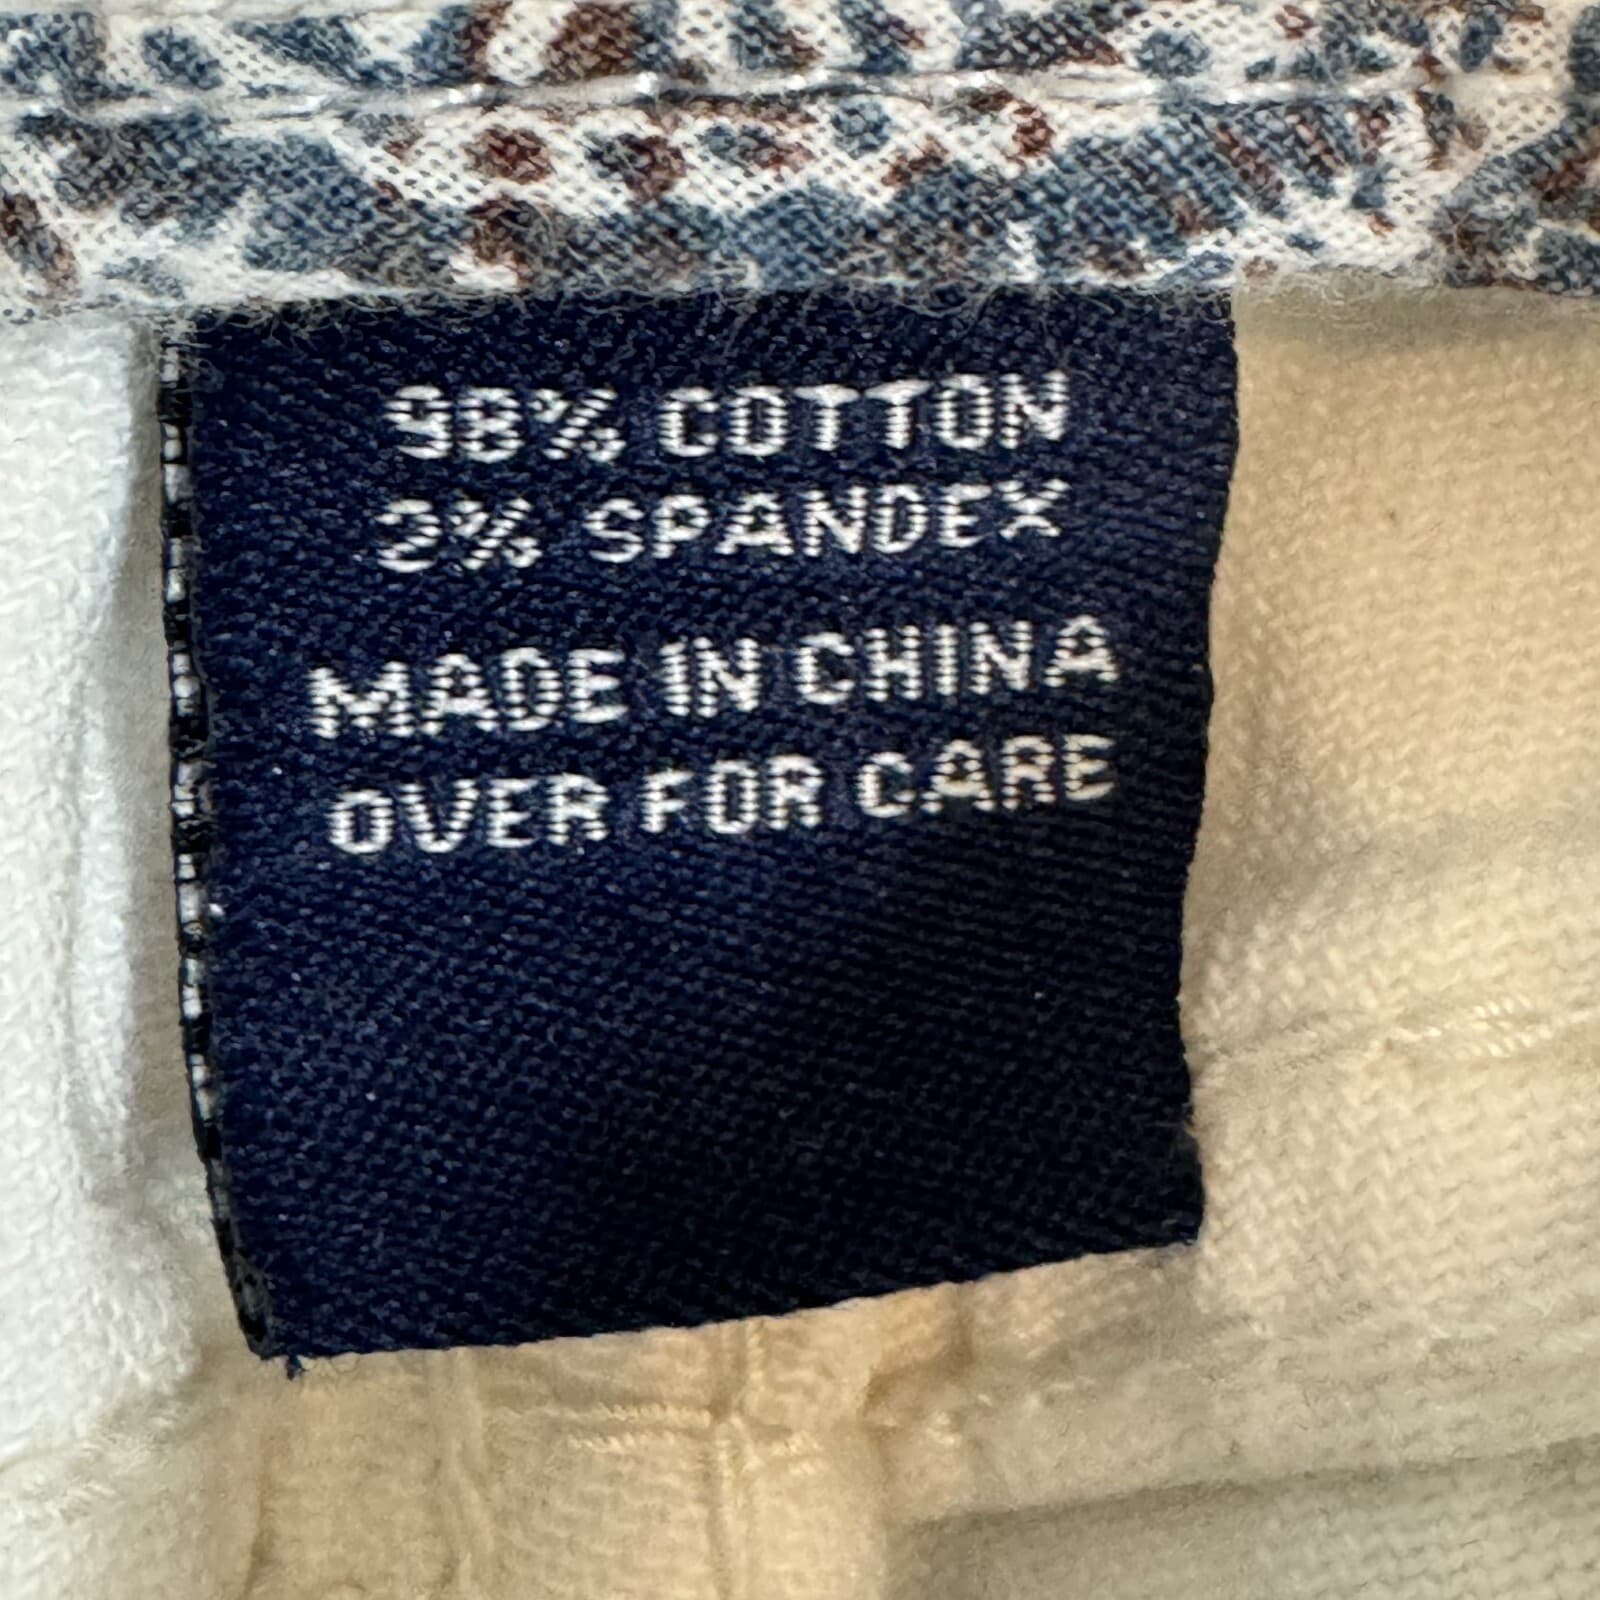 98% COTTON
2% SPANDEX
MADE IN CHINA
OVER FOR CARE